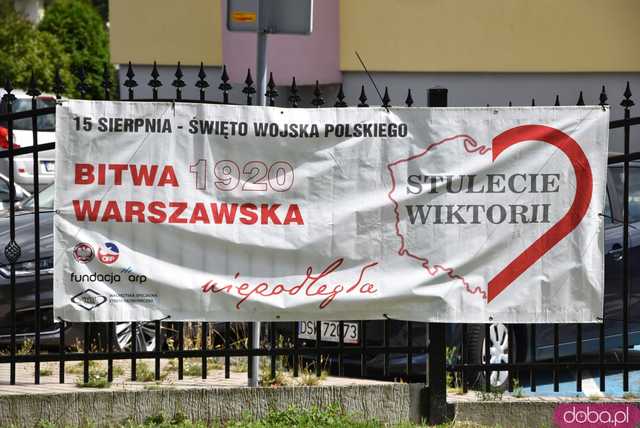 15 SIERPNIA - ŚWIĘTO WOJSKA POLSKIEGO
BITWA 1920
WARSZAWSKA
STULECIE
WIKTORII
fundacja arp
niepodległa
DSW 72073
doba.pl